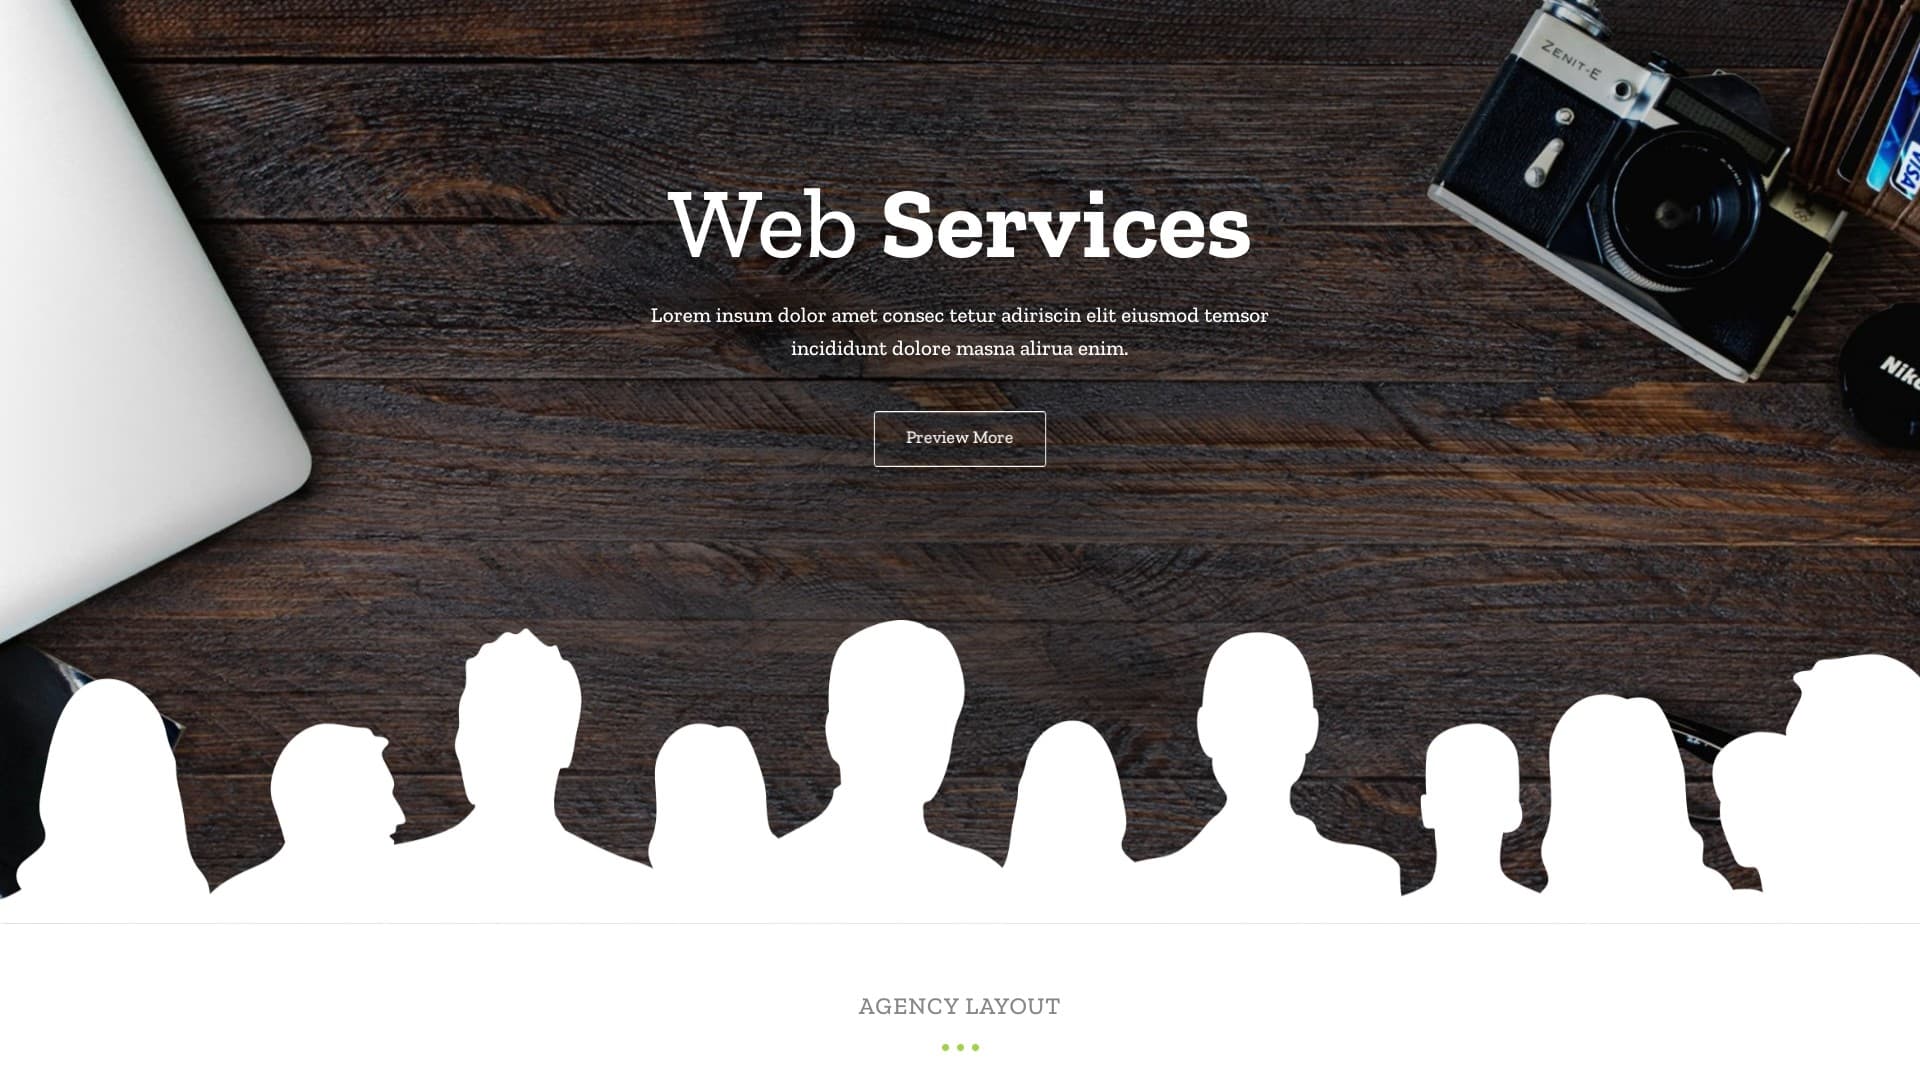 ZENIT-E
VISA
Web Services
Lorem insum dolor amet consec tetur adiriscin elit eiusmod temsor
incididunt dolore masna alirua enim.
Preview More
AGENCY LAYOUT